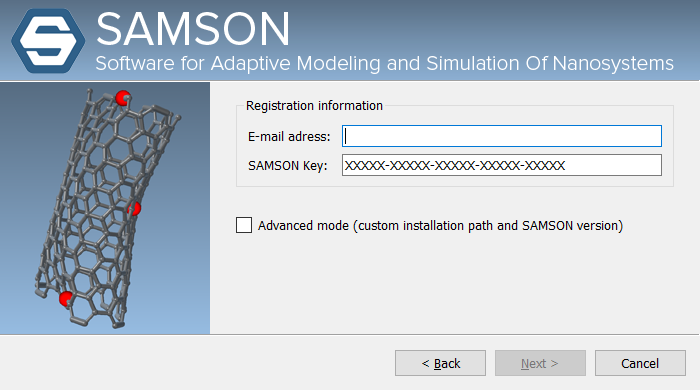 SAMSON
Software for Adaptive Modeling and Simulation Of Nanosystems
Registration information
E-mail adress:
SAMSON Key: XXXXX-XXXXX-XXXXX-XXXXX-XXXXX
Advanced mode (custom installation path and SAMSON version)
< Back Next > Cancel